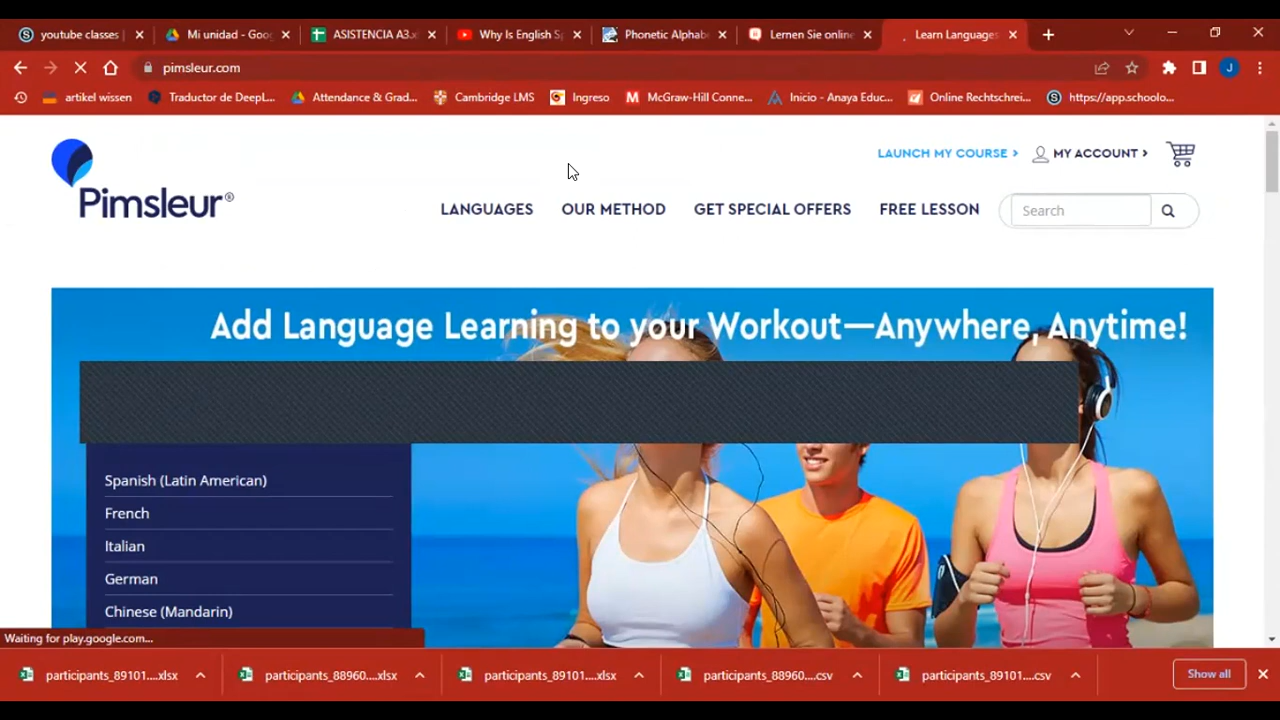 youtube classes |
Mi unidad - Goo
ASISTENCIA A3.x
Why Is English Sp
Phonetic Alphabe
Lernen Sie online
Learn Languages
pimsleur.com
artikel wissen
Traductor de DeepL...
Attendance & Grad...
Cambridge LMS
Ingreso
McGraw-Hill Conne...
Inicio - Anaya Educ...
Online Rechtschrei...
https://app.schoolo...
LAUNCH MY COURSE >
MY ACCOUNT >
Pimsleur®
LANGUAGES
OUR METHOD
GET SPECIAL OFFERS
FREE LESSON
Search
Add Language Learning to your Workout—Anywhere, Anytime!
Spanish (Latin American)
French
Italian
German
Chinese (Mandarin)
Waiting for play.google.com...
participants_89101....xlsx
participants_88960....xlsx
participants_89101....xlsx
participants_88960....csv
participants_89101....csv
Show all